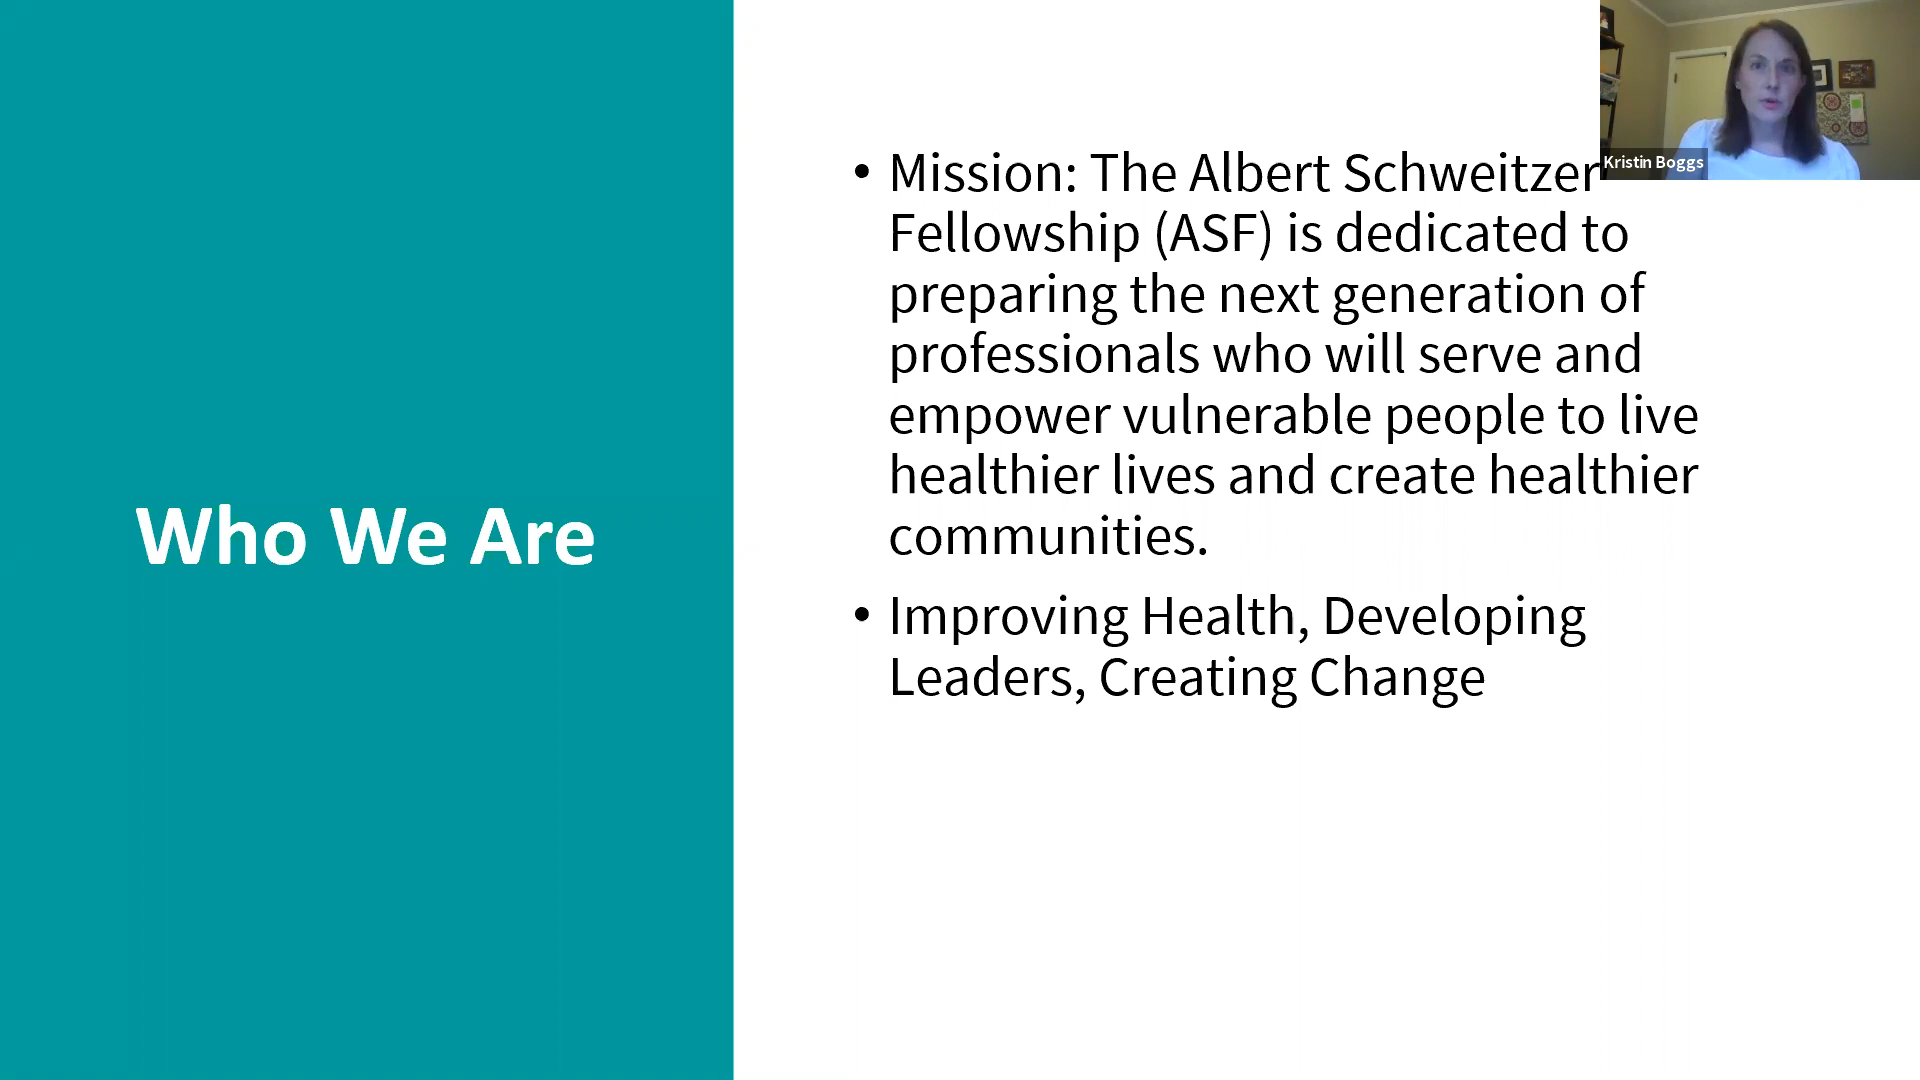 Who We Are
• Mission: The Albert Schweitzer
Fellowship (ASF) is dedicated to
preparing the next generation of
professionals who will serve and
empower vulnerable people to live
healthier lives and create healthier
communities.
• Improving Health, Developing
Leaders, Creating Change
Kristin Boggs